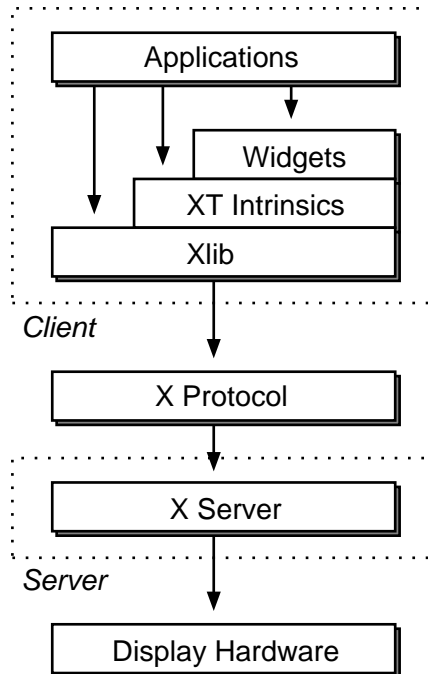 Applications
Widgets
XT Intrinsics
Xlib
Client
X Protocol
X Server
Server
Display Hardware